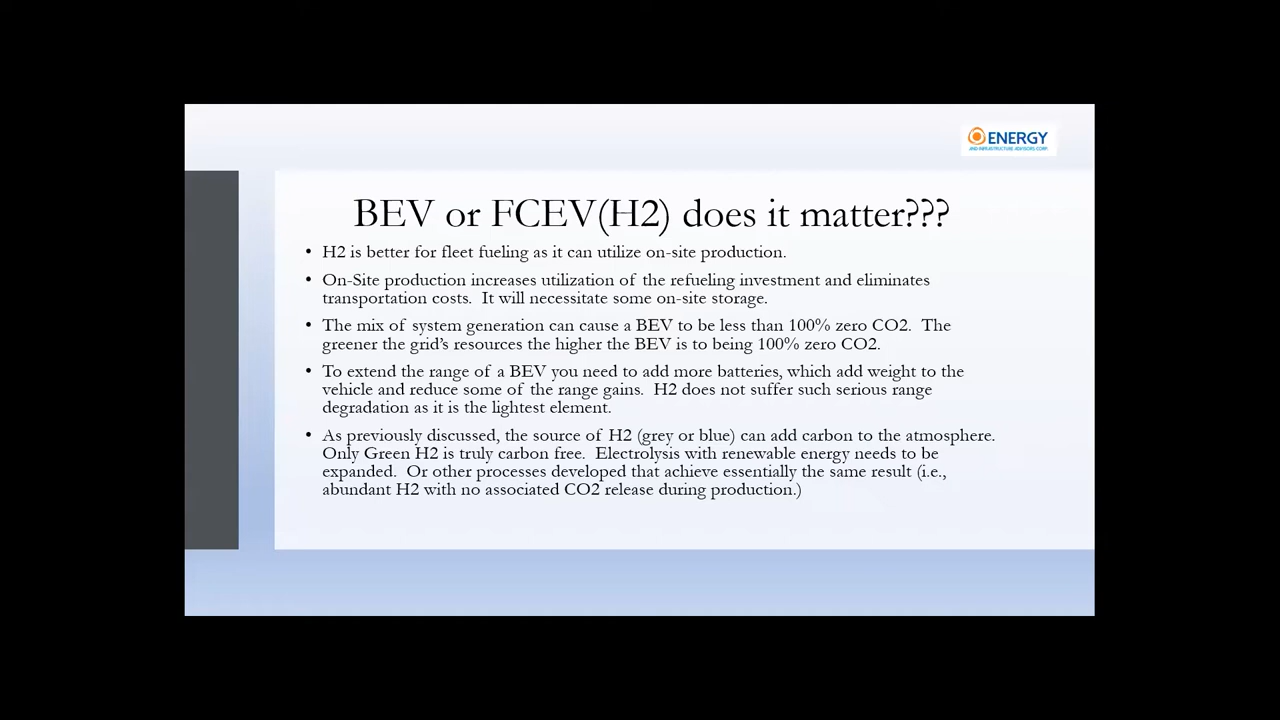 ENERGY
AND INFRASTRUCTURE ADVISORS CORP.
BEV or FCEV(H2) does it matter???
• H2 is better for fleet fueling as it can utilize on-site production.
• On-Site production increases utilization of the refueling investment and eliminates
transportation costs.  It will necessitate some on-site storage.
• The mix of system generation can cause a BEV to be less than 100% zero CO2.  The
greener the grid's resources the higher the BEV is to being 100% zero CO2.
• To extend the range of a BEV you need to add more batteries, which add weight to the
vehicle and reduce some of the range gains.  H2 does not suffer such serious range
degradation as it is the lightest element.
• As previously discussed, the source of H2 (grey or blue) can add carbon to the atmosphere.
Only Green H2 is truly carbon free.  Electrolysis with renewable energy needs to be
expanded.  Or other processes developed that achieve essentially the same result (i.e.,
abundant H2 with no associated CO2 release during production.)